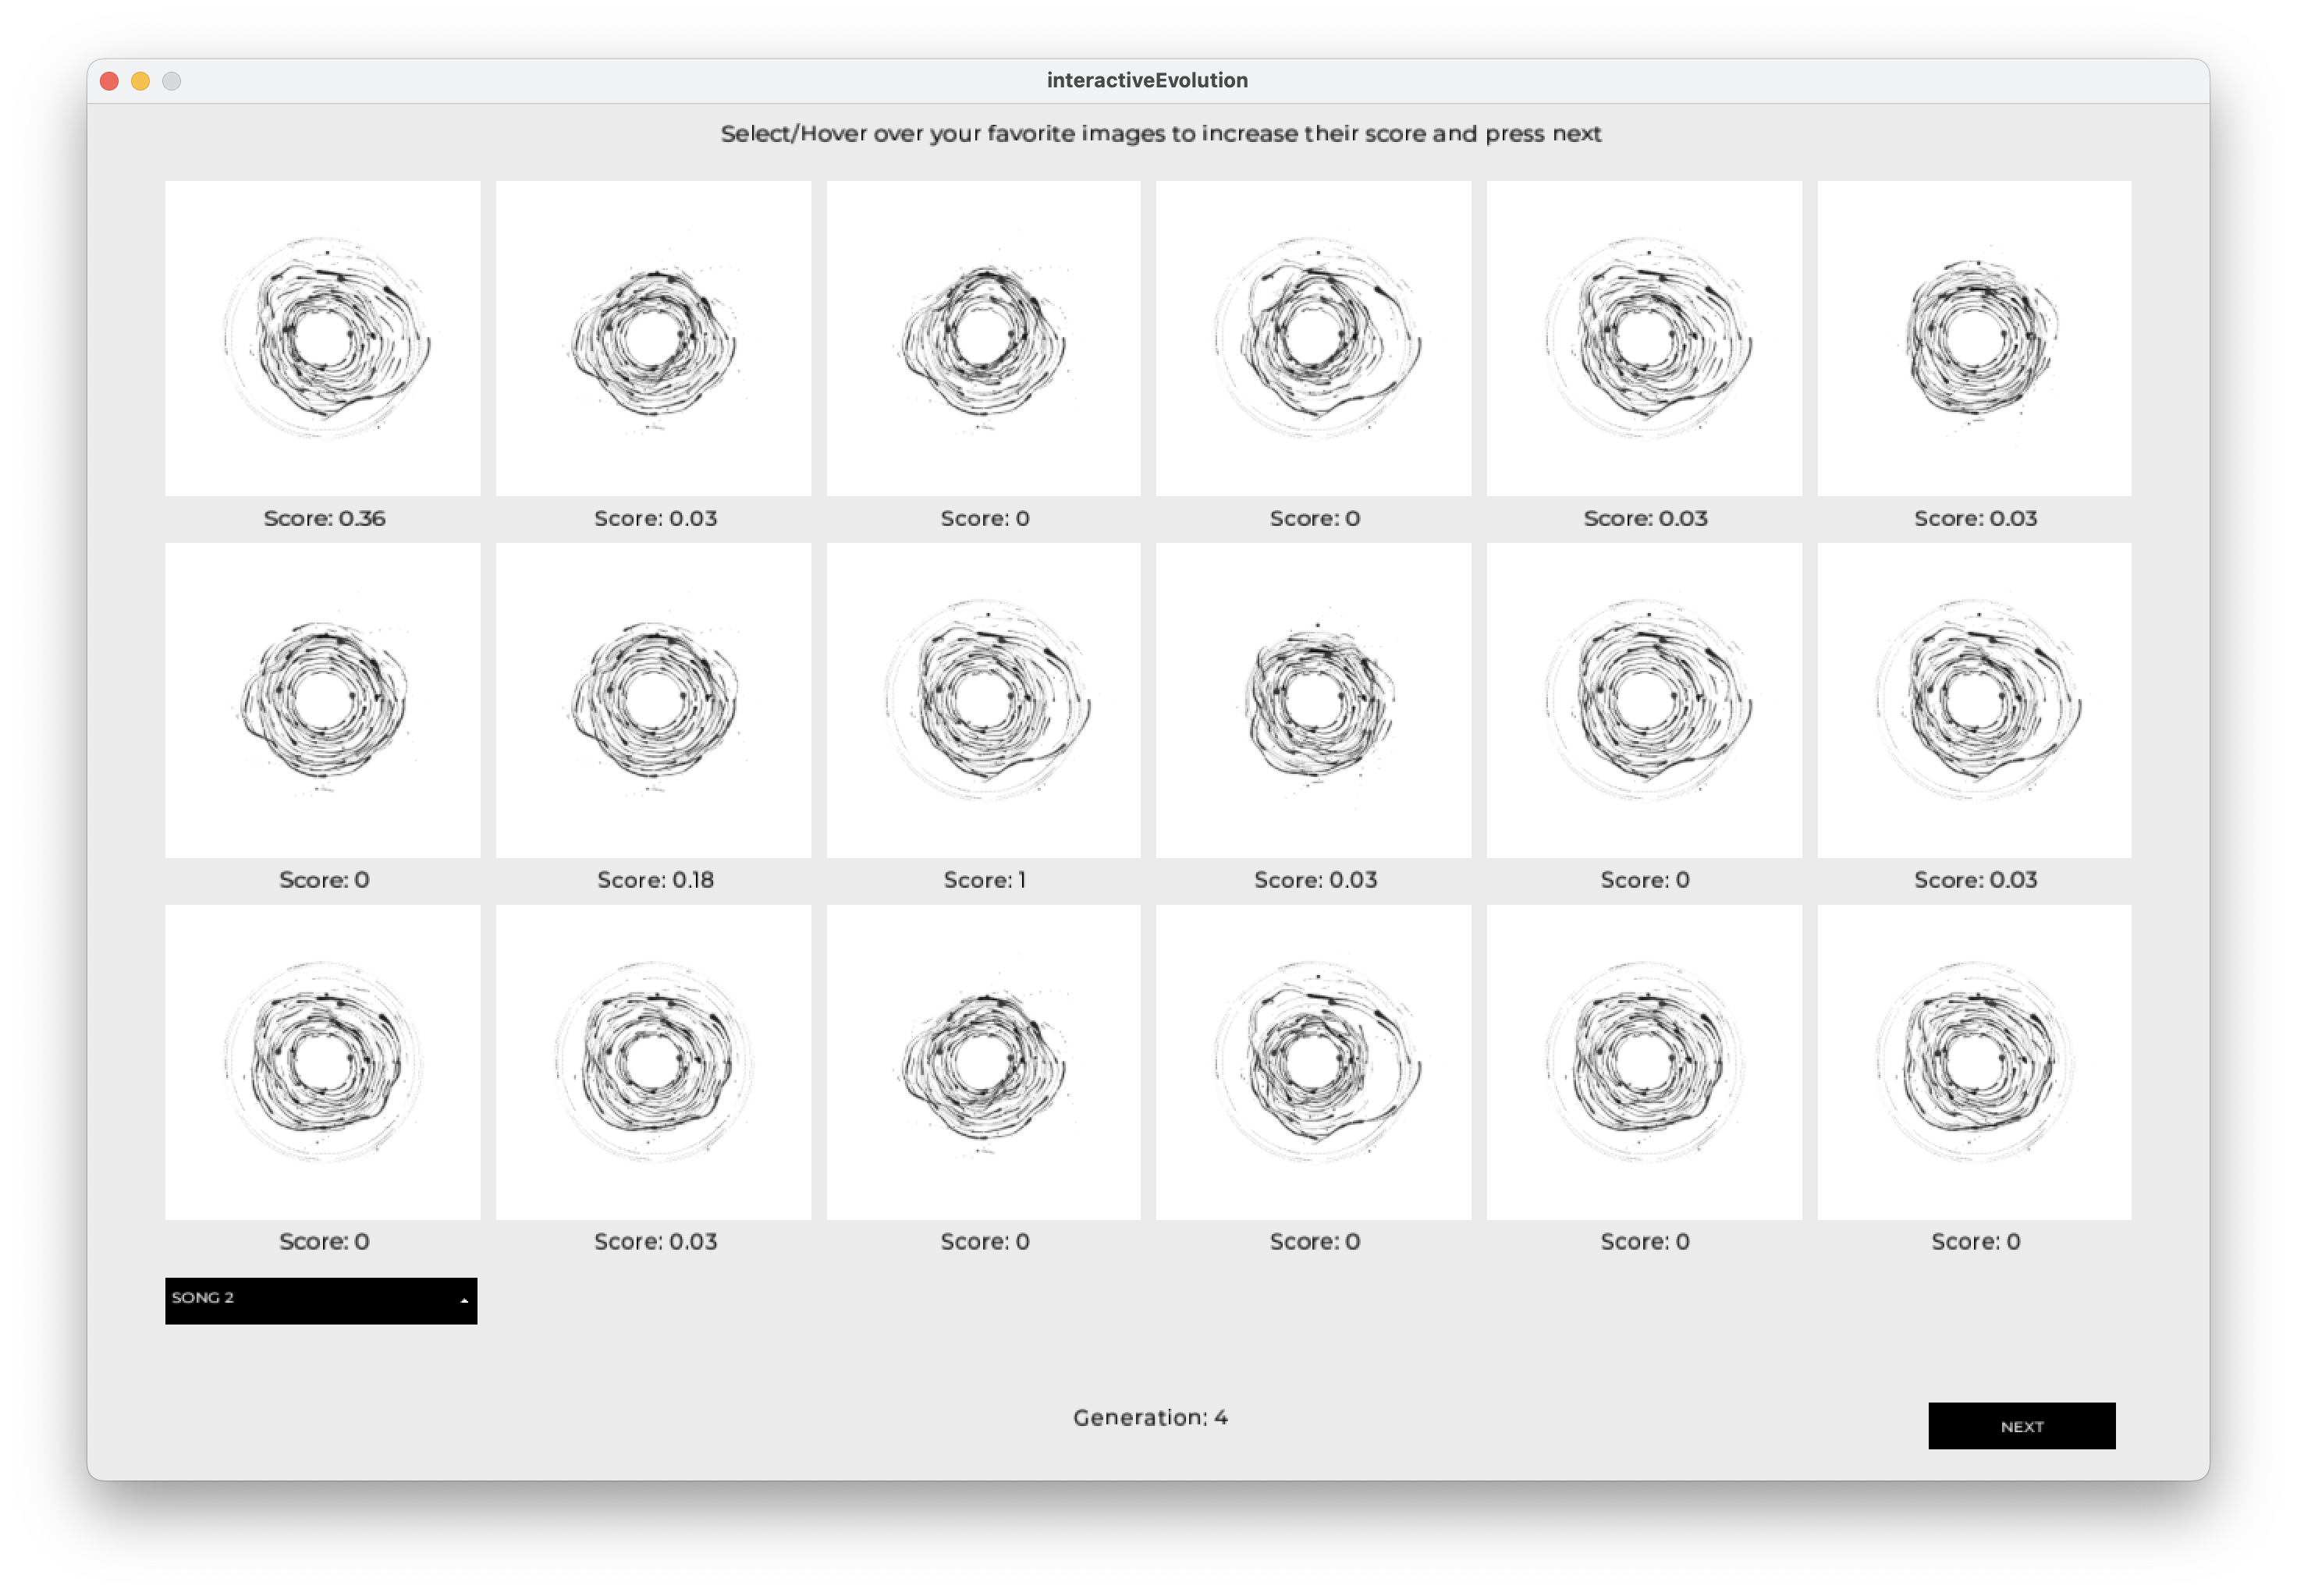 interactiveEvolution
Select/Hover over your favorite images to increase their score and press next
Score: 0.36
Score: 0.03
Score: 0
Score: 0
Score: 0.03
Score: 0.03
Score: 0
Score: 0.18
Score: 1
Score: 0.03
Score: 0
Score: 0.03
Score: 0
Score: 0.03
Score: 0
Score: 0
Score: 0
Score: 0
SONG 2
Generation: 4
NEXT